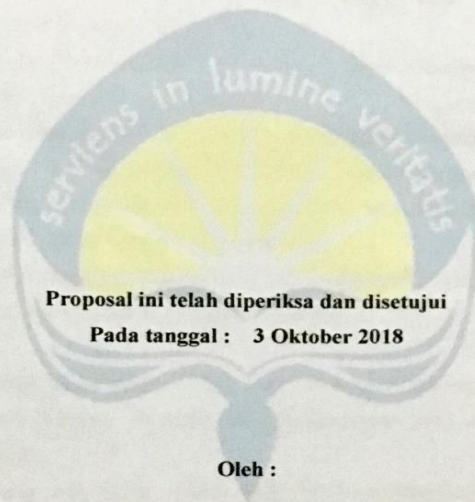 serviens in lumine veritatis
Proposal ini telah diperiksa dan disetujui
Pada tanggal : 3 Oktober 2018
Oleh :